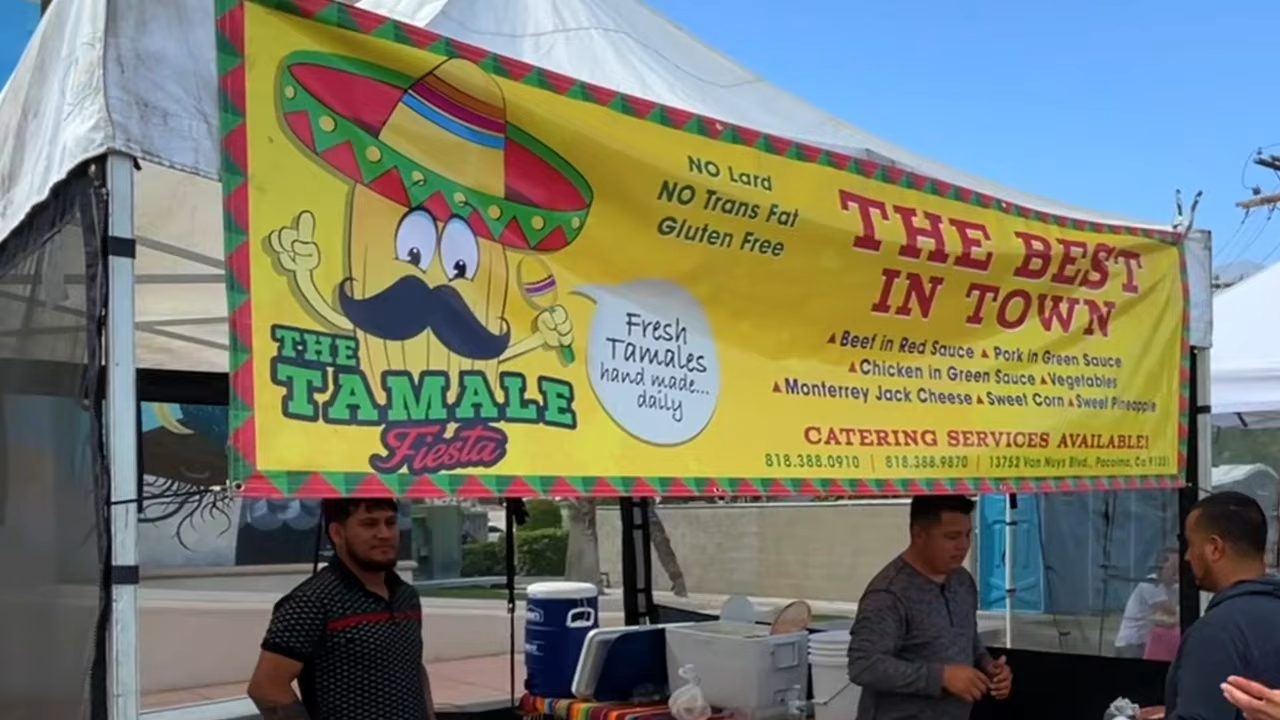 THE
TAMALE
Fiesta
NO Lard
NO Trans Fat
Gluten Free
Fresh
Tamales
hand made...
daily
THE BEST
IN TOWN
▲Beef in Red Sauce ▲Pork in Green Sauce
▲Chicken in Green Sauce ▲Vegetables
▲Monterrey Jack Cheese ▲Sweet Corn ▲Sweet Pineapple
CATERING SERVICES AVAILABLE!
818.388.0910 | 818.388.9870 | 13752 Van Nuys Blvd., Pacoima, Ca 91331